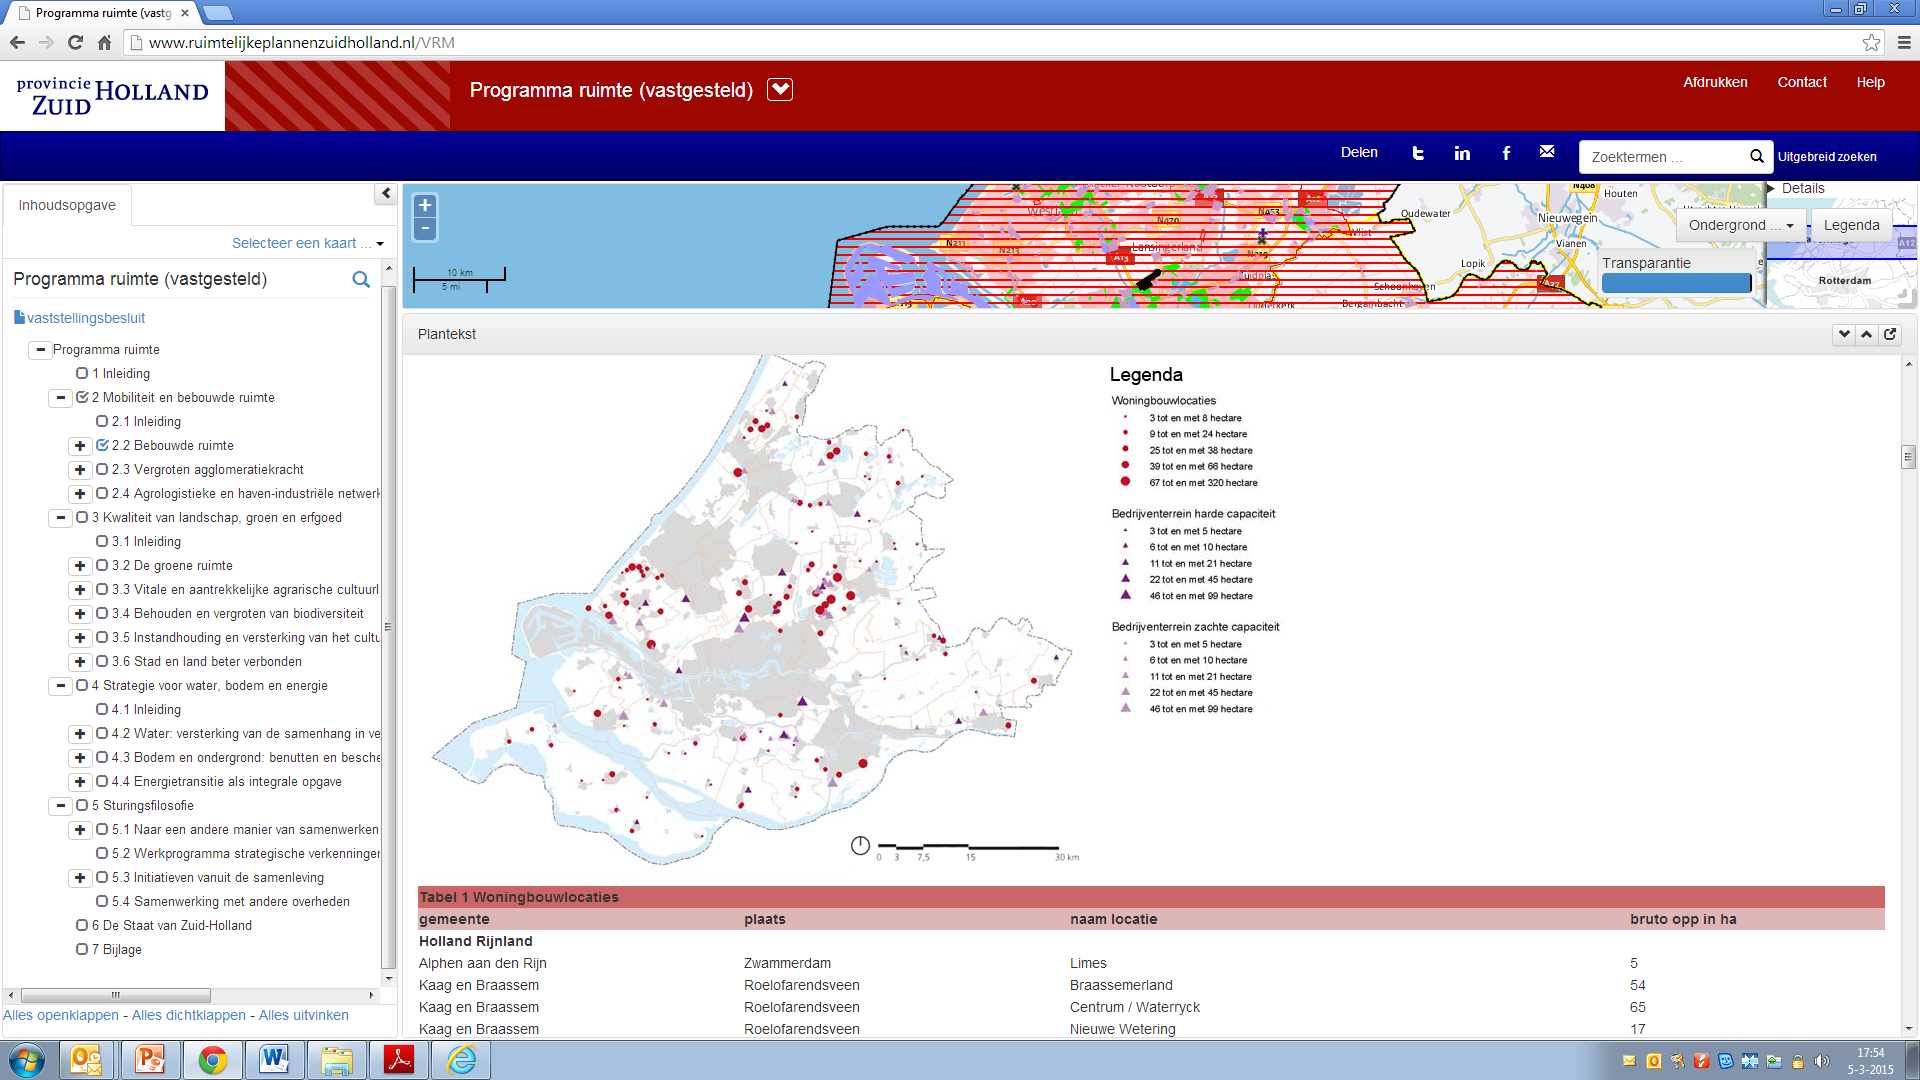 Programma ruimte (vastg
www.ruimtelijkeplannenzuidholland.nl/VRM
provincie
ZUID HOLLAND
Programma ruimte (vastgesteld)
Afdrukken
Contact
Help
Delen
Zoektermen ...
Uitgebreid zoeken
Inhoudsopgave
Selecteer een kaart ...
Programma ruimte (vastgesteld)
vaststellingsbesluit
Programma ruimte
1 Inleiding
2 Mobiliteit en bebouwde ruimte
2.1 Inleiding
2.2 Bebouwde ruimte
2.3 Vergroten agglomeratiekracht
2.4 Agrologistieke en haven-industriële netwerk
3 Kwaliteit van landschap, groen en erfgoed
3.1 Inleiding
3.2 De groene ruimte
3.3 Vitale en aantrekkelijke agrarische cultuurl
3.4 Behouden en vergroten van biodiversiteit
3.5 Instandhouding en versterking van het cultu
3.6 Stad en land beter verbonden
4 Strategie voor water, bodem en energie
4.1 Inleiding
4.2 Water: versterking van de samenhang in ve
4.3 Bodem en ondergrond: benutten en besche
4.4 Energietransitie als integrale opgave
5 Sturingsfilosofie
5.1 Naar een andere manier van samenwerken
5.2 Werkprogramma strategische verkenninger
5.3 Initiatieven vanuit de samenleving
5.4 Samenwerking met andere overheden
6 De Staat van Zuid-Holland
7 Bijlage
Alles openklappen - Alles dichtklappen - Alles uitvinken
+
-
10 km
5 mi
N211
N213
N470
N453
Lansingerland
A13
Oudewater
N408
Houten
Nieuwegein
Vianen
Lopik
Schoonhoven
Bergambacht
A27
Details
Ondergrond ...
Legenda
A12
Transparantie
Rotterdam
Plantekst
Legenda
Woningbouwlocaties
3 tot en met 8 hectare
9 tot en met 24 hectare
25 tot en met 38 hectare
39 tot en met 66 hectare
67 tot en met 320 hectare
Bedrijventerrein harde capaciteit
3 tot en met 5 hectare
6 tot en met 10 hectare
11 tot en met 21 hectare
22 tot en met 45 hectare
46 tot en met 99 hectare
Bedrijventerrein zachte capaciteit
3 tot en met 5 hectare
6 tot en met 10 hectare
11 tot en met 21 hectare
22 tot en met 45 hectare
46 tot en met 99 hectare
0 3 7,5 15 30 km
Tabel 1 Woningbouwlocaties
gemeente plaats naam locatie bruto opp in ha
Holland Rijnland
Alphen aan den Rijn Zwammerdam Limes 5
Kaag en Braassem Roelofarendsveen Braassemerland 54
Kaag en Braassem Roelofarendsveen Centrum / Waterryck 65
Kaag en Braassem Roelofarendsveen Nieuwe Wetering 17
17:54
5-3-2015